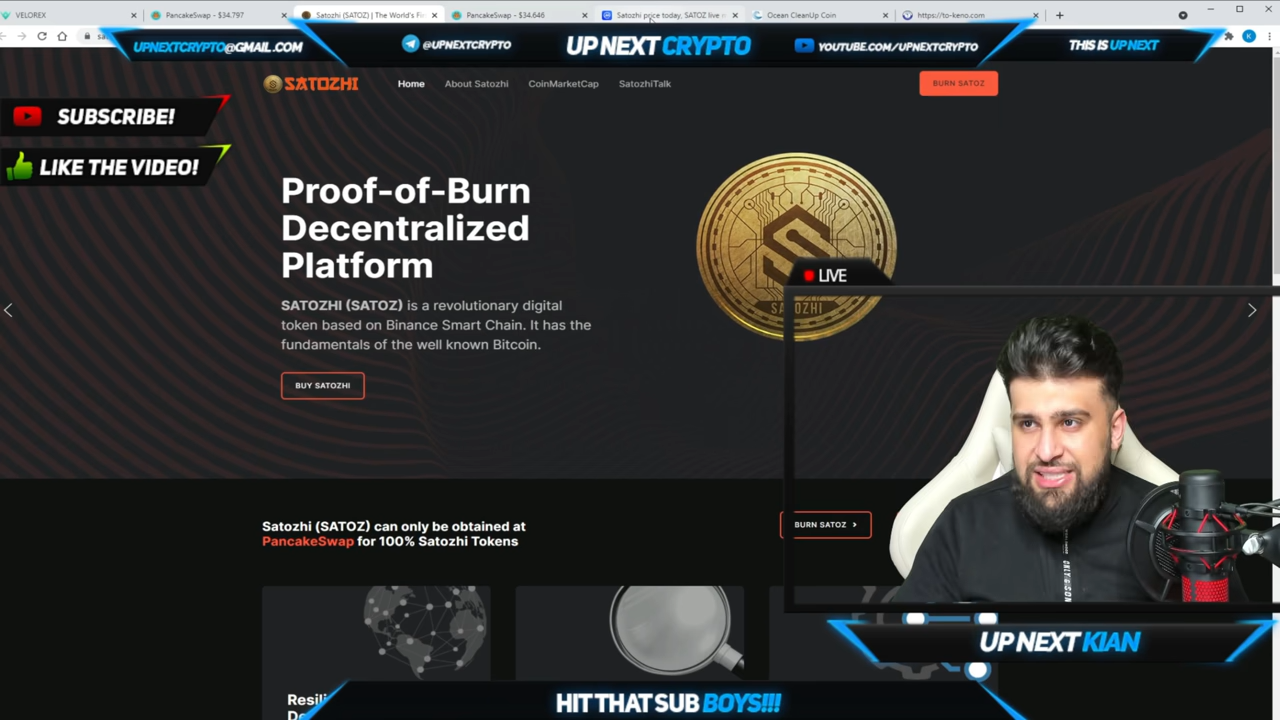 VELOREX
PancakeSwap - $34.797
Satozhi (SATOZ) | The World's Fir
PancakeSwap - $34.646
Satozhi price today, SATOZ live m
Ocean CleanUp Coin
https://to-keno.com
UPNEXTCRYPTO@GMAIL.COM
@UPNEXTCRYPTO
UP NEXT CRYPTO
YOUTUBE.COM/UPNEXTCRYPTO
THIS IS UP NEXT
K
SATOZHI
Home
About Satozhi
CoinMarketCap
SatozhiTalk
BURN SATOZ
SUBSCRIBE!
LIKE THE VIDEO!
Proof-of-Burn
Decentralized
Platform
SATOZHI (SATOZ) is a revolutionary digital
token based on Binance Smart Chain. It has the
fundamentals of the well known Bitcoin.
BUY SATOZHI
SATOZHI
LIVE
Satozhi (SATOZ) can only be obtained at
PancakeSwap for 100% Satozhi Tokens
BURN SATOZ >
UP NEXT KIAN
HIT THAT SUB BOYS!!!